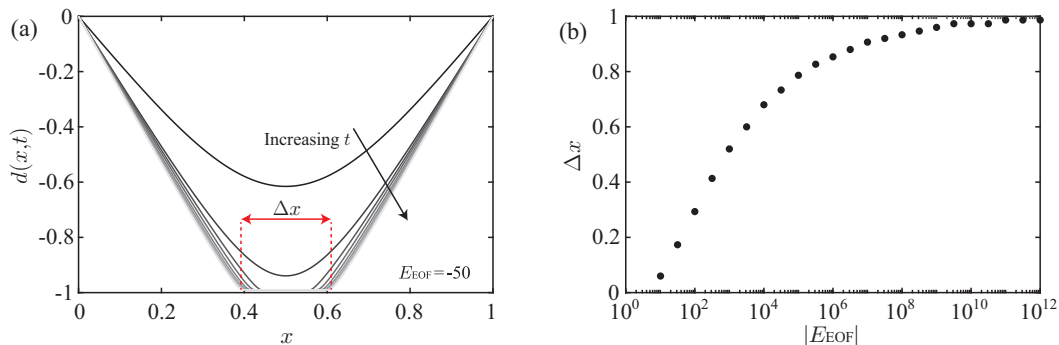 (a)
0
-0.2
-0.4
-0.6
-0.8
-1
d(x,t)
Increasing t
Δx
EEOF=-50
0 0.2 0.4 0.6 0.8 1
x
(b)
1
0.8
0.6
0.4
0.2
0
Δx
10^0 10^2 10^4 10^6 10^8 10^10 10^12
|EEOF|